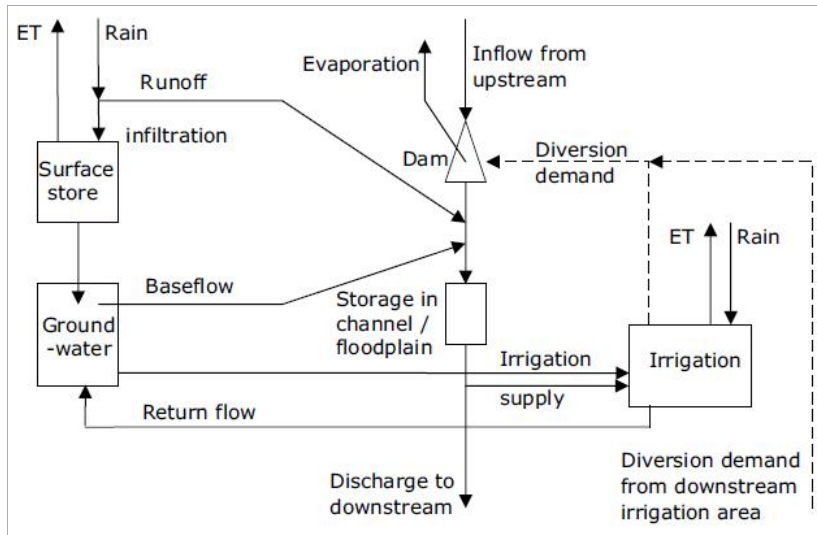 ET
Rain
Runoff
infiltration
Surface
store
Evaporation
Inflow from
upstream
Dam
Diversion
demand
ET
Rain
Baseflow
Ground
-water
Storage in
channel /
floodplain
Irrigation
supply
Irrigation
Return flow
Discharge to
downstream
Diversion demand
from downstream
irrigation area